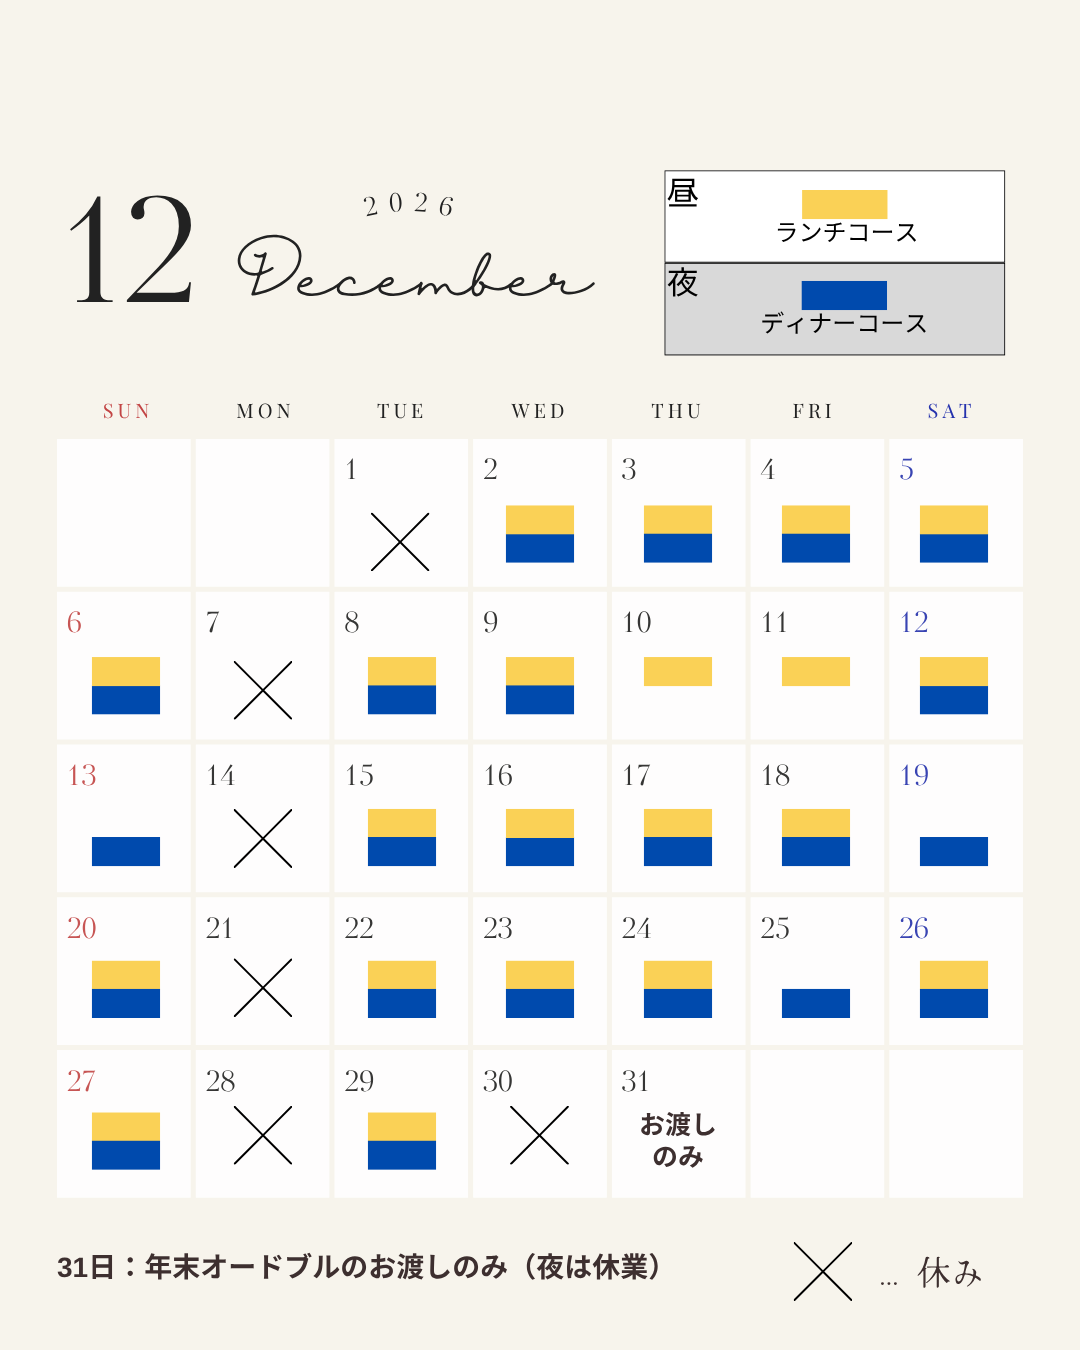 12
2026
December
昼
ランチコース
夜
ディナーコース
SUN MON TUE WED THU FRI SAT
1 2 3 4 5
6 7 8 9 10 11 12
13 14 15 16 17 18 19
20 21 22 23 24 25 26
27 28 29 30 31
お渡し
のみ
31日：年末オードブルのお渡しのみ（夜は休業）
... 休み